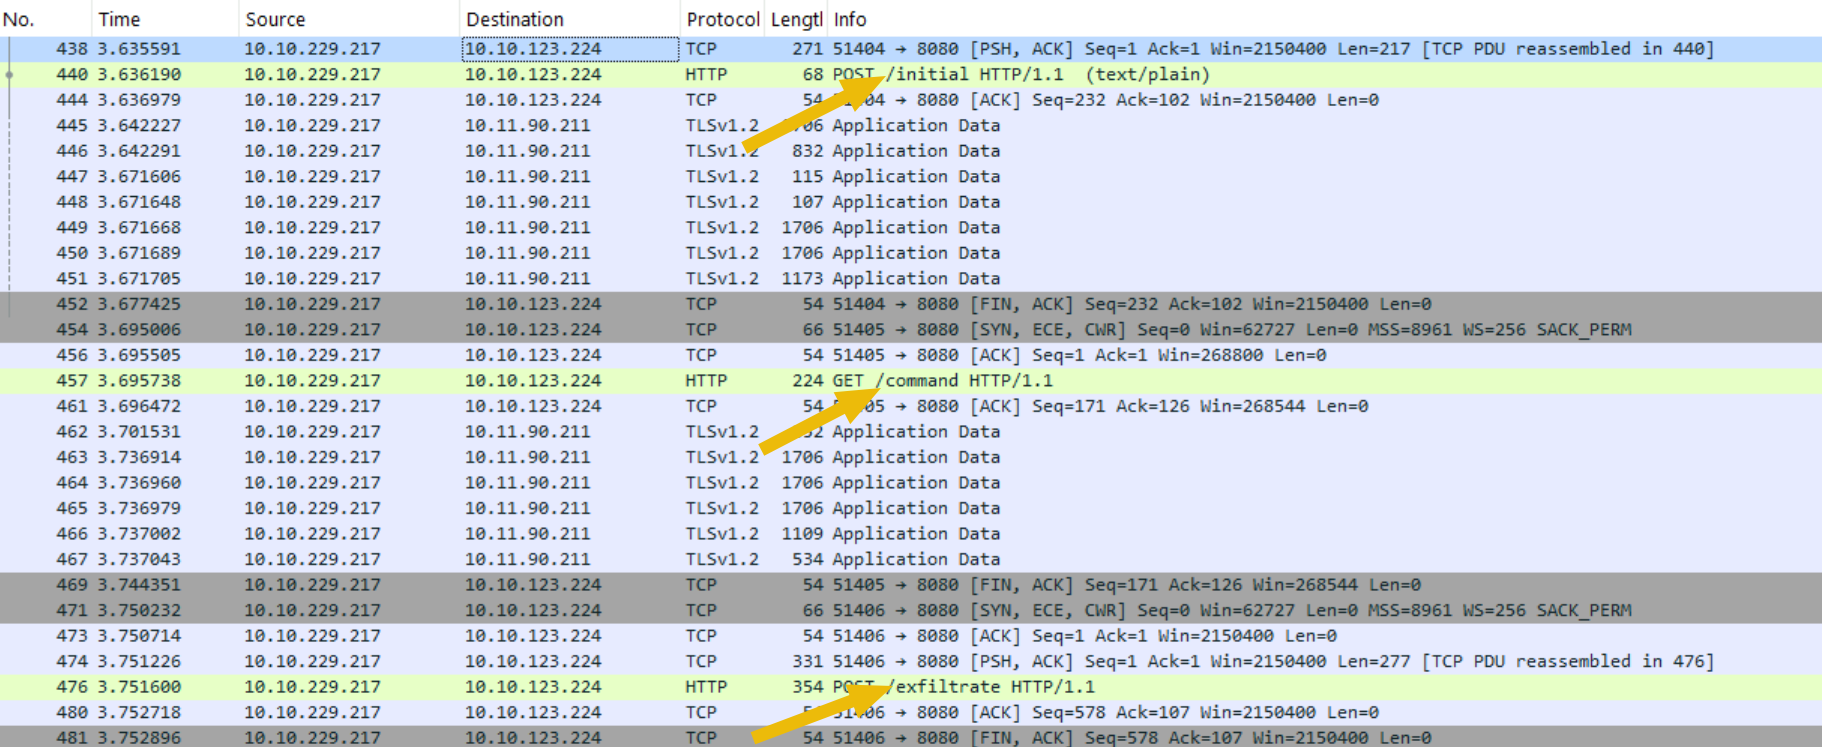 No. Time Source Destination Protocol Lengtl Info
438 3.635591 10.10.229.217 10.10.123.224 TCP 271 51404 → 8080 [PSH, ACK] Seq=1 Ack=1 Win=2150400 Len=217 [TCP PDU reassembled in 440]
440 3.636190 10.10.229.217 10.10.123.224 HTTP 68 POST /initial HTTP/1.1 (text/plain)
444 3.636979 10.10.229.217 10.10.123.224 TCP 54 → 8080 [ACK] Seq=232 Ack=102 Win=2150400 Len=0
445 3.642227 10.10.229.217 10.11.90.211 TLSv1.2 Application Data
446 3.642291 10.10.229.217 10.11.90.211 TLSv1.2 832 Application Data
447 3.671606 10.10.229.217 10.11.90.211 TLSv1.2 115 Application Data
448 3.671648 10.10.229.217 10.11.90.211 TLSv1.2 107 Application Data
449 3.671668 10.10.229.217 10.11.90.211 TLSv1.2 1706 Application Data
450 3.671689 10.10.229.217 10.11.90.211 TLSv1.2 1706 Application Data
451 3.671705 10.10.229.217 10.11.90.211 TLSv1.2 1173 Application Data
452 3.677425 10.10.229.217 10.10.123.224 TCP 54 51404 → 8080 [FIN, ACK] Seq=232 Ack=102 Win=2150400 Len=0
454 3.695006 10.10.229.217 10.10.123.224 TCP 66 51405 → 8080 [SYN, ECE, CWR] Seq=0 Win=62727 Len=0 MSS=8961 WS=256 SACK_PERM
456 3.695505 10.10.229.217 10.10.123.224 TCP 54 51405 → 8080 [ACK] Seq=1 Ack=1 Win=268800 Len=0
457 3.695738 10.10.229.217 10.10.123.224 HTTP 224 GET /command HTTP/1.1
461 3.696472 10.10.229.217 10.10.123.224 TCP 54 → 8080 [ACK] Seq=171 Ack=126 Win=268544 Len=0
462 3.701531 10.10.229.217 10.11.90.211 TLSv1.2 Application Data
463 3.736914 10.10.229.217 10.11.90.211 TLSv1.2 1706 Application Data
464 3.736960 10.10.229.217 10.11.90.211 TLSv1.2 1706 Application Data
465 3.736979 10.10.229.217 10.11.90.211 TLSv1.2 1706 Application Data
466 3.737002 10.10.229.217 10.11.90.211 TLSv1.2 1109 Application Data
467 3.737043 10.10.229.217 10.11.90.211 TLSv1.2 534 Application Data
469 3.744351 10.10.229.217 10.10.123.224 TCP 54 51405 → 8080 [FIN, ACK] Seq=171 Ack=126 Win=268544 Len=0
471 3.750232 10.10.229.217 10.10.123.224 TCP 66 51406 → 8080 [SYN, ECE, CWR] Seq=0 Win=62727 Len=0 MSS=8961 WS=256 SACK_PERM
473 3.750714 10.10.229.217 10.10.123.224 TCP 54 51406 → 8080 [ACK] Seq=1 Ack=1 Win=2150400 Len=0
474 3.751226 10.10.229.217 10.10.123.224 TCP 331 51406 → 8080 [PSH, ACK] Seq=1 Ack=1 Win=2150400 Len=277 [TCP PDU reassembled in 476]
476 3.751600 10.10.229.217 10.10.123.224 HTTP 354 POST /exfiltrate HTTP/1.1
480 3.752718 10.10.229.217 10.10.123.224 TCP 51406 → 8080 [ACK] Seq=578 Ack=107 Win=2150400 Len=0
481 3.752896 10.10.229.217 10.10.123.224 TCP 54 51406 → 8080 [FIN, ACK] Seq=578 Ack=107 Win=2150400 Len=0